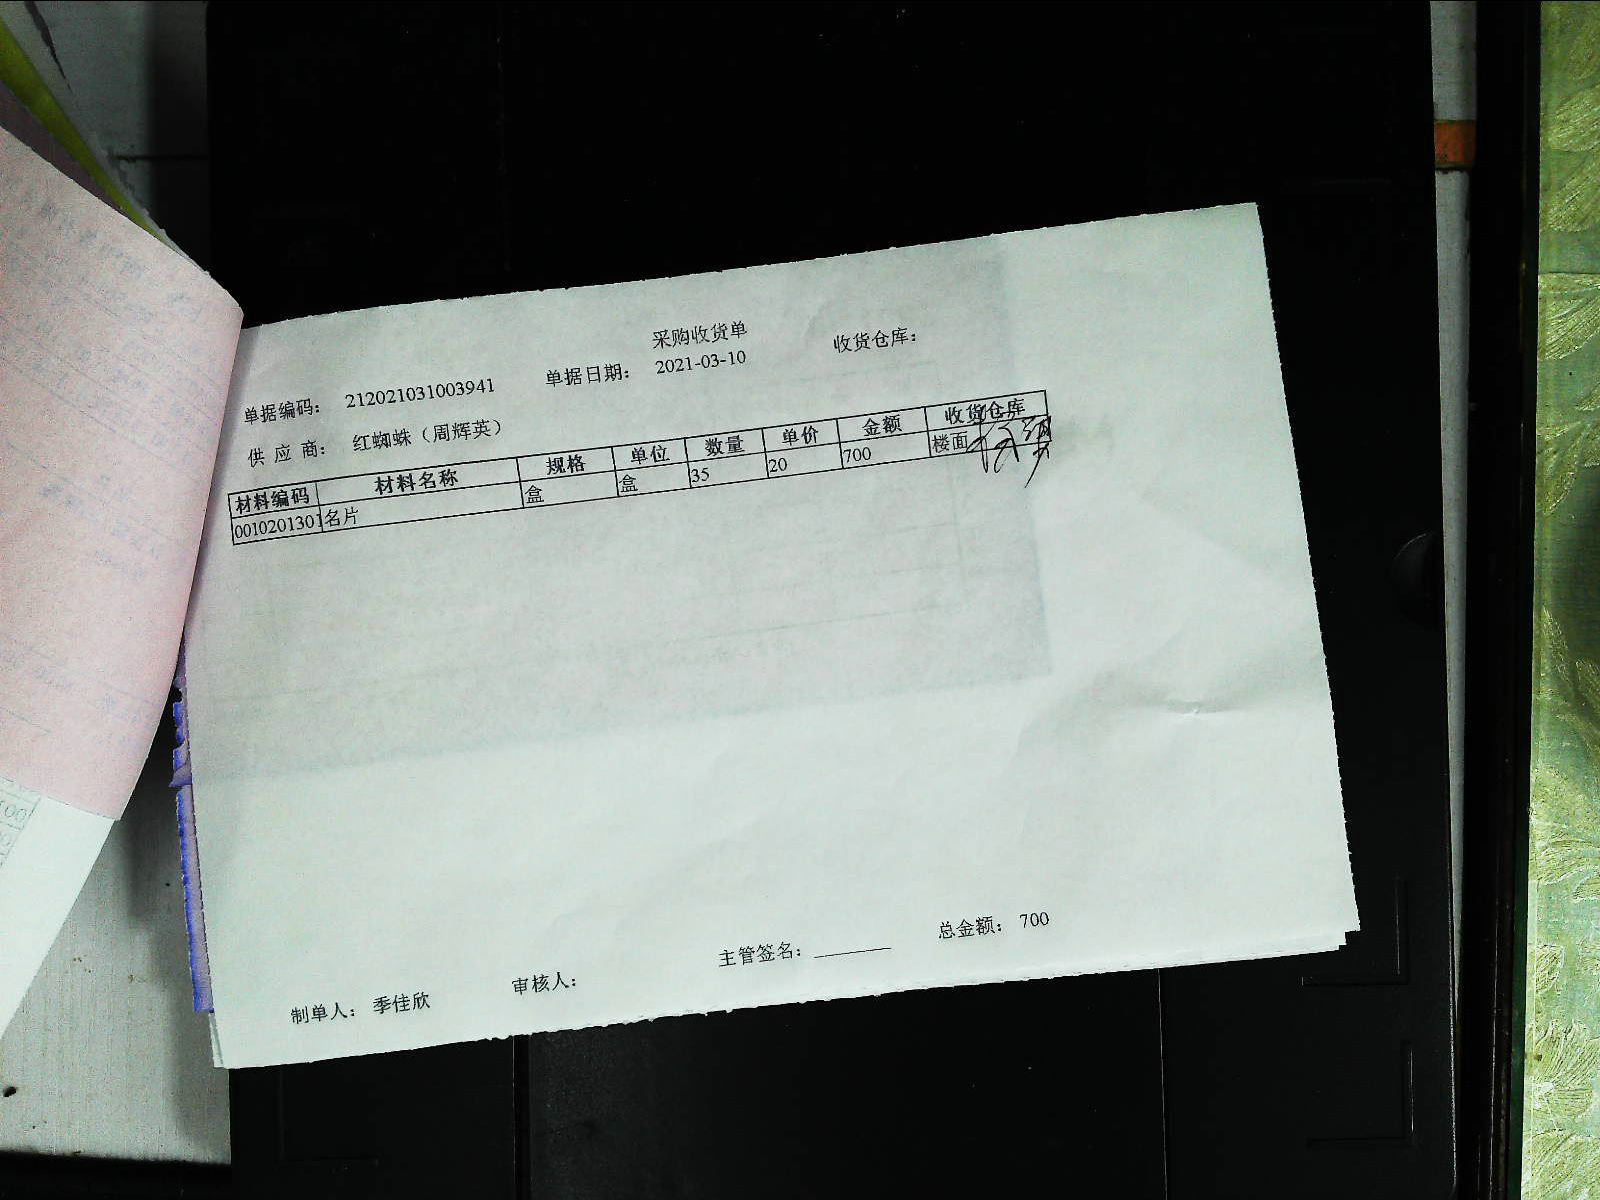 采购收货单
单据编码： 212021031003941 单据日期： 2021-03-10 收货仓库：
供 应 商： 红蜘蛛（周辉英）
材料编码 材料名称 规格 单位 数量 单价 金额 收货仓库
0010201301 名片 盒 盒 35 20 700 楼面
制单人： 季佳欣 审核人： 主管签名： 总金额： 700